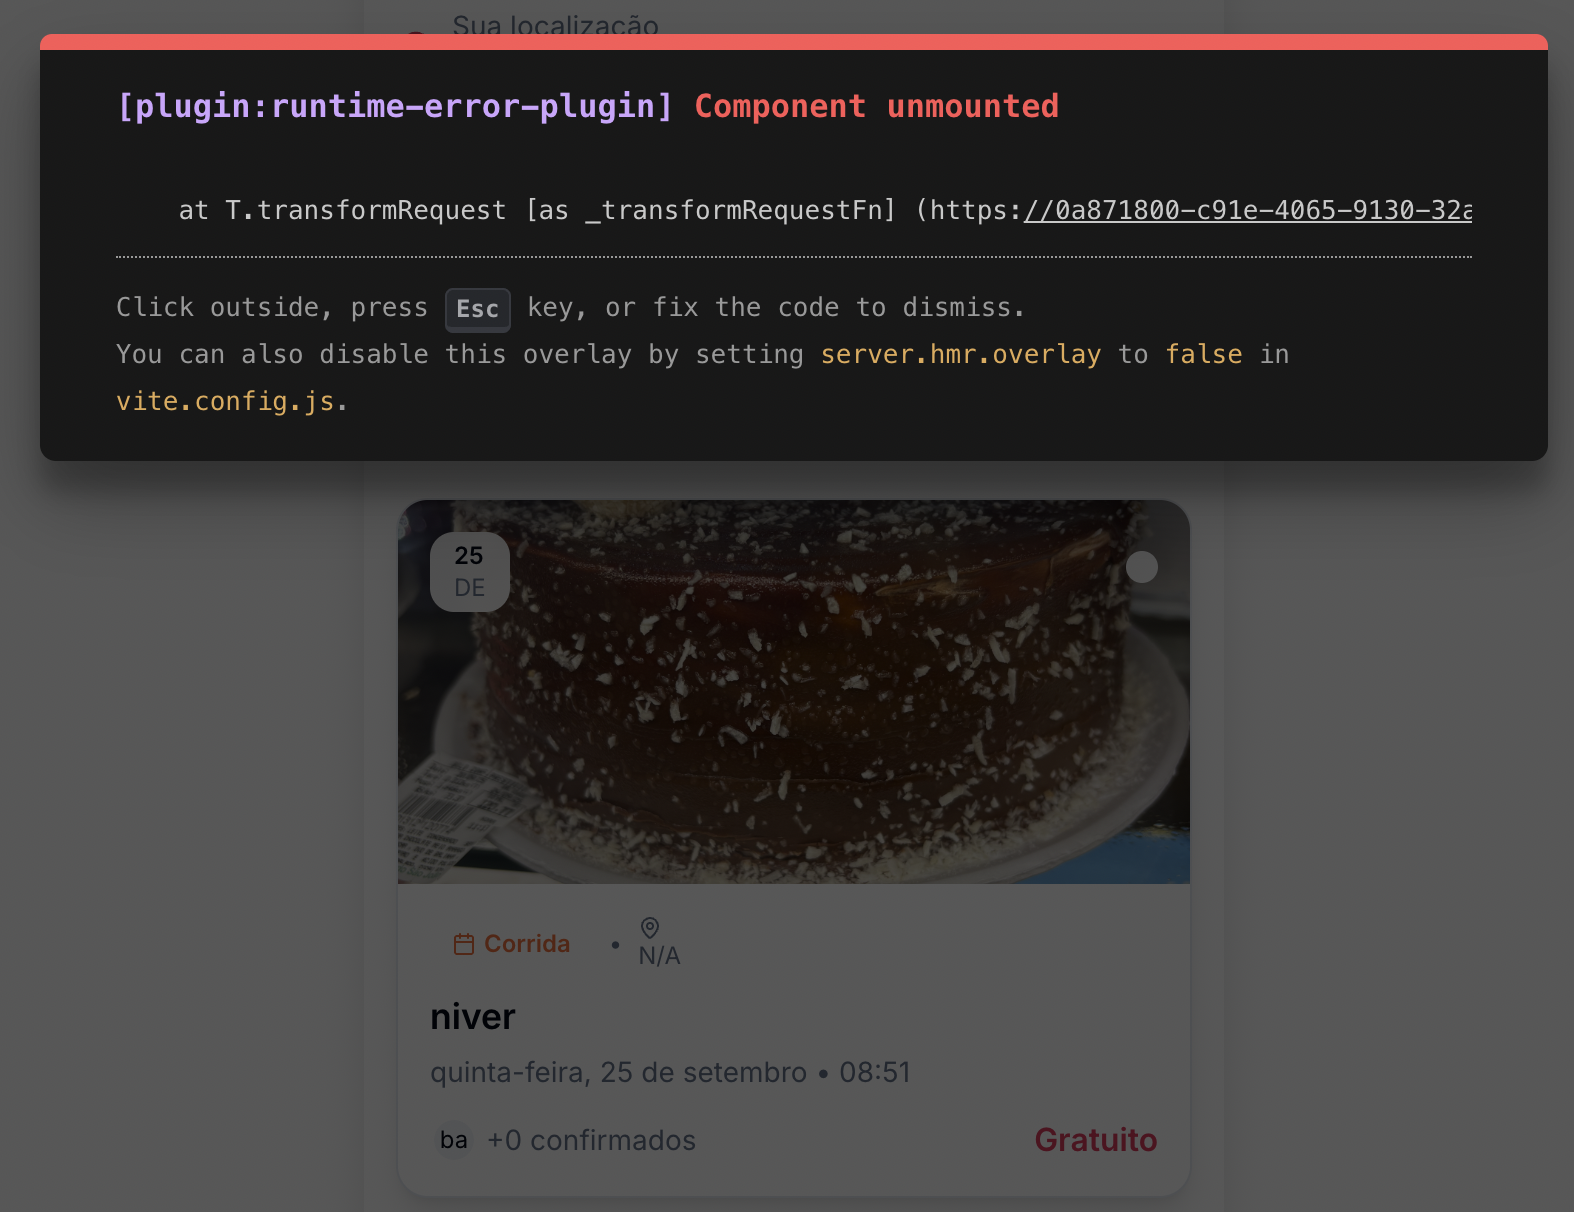 Sua localização
[plugin:runtime-error-plugin] Component unmounted
at T.transformRequest [as _transformRequestFn] (https://0a871800-c91e-4065-9130-32a
Click outside, press Esc key, or fix the code to dismiss.
You can also disable this overlay by setting server.hmr.overlay to false in
vite.config.js.
25
DE
Corrida • N/A
niver
quinta-feira, 25 de setembro • 08:51
ba +0 confirmados Gratuito